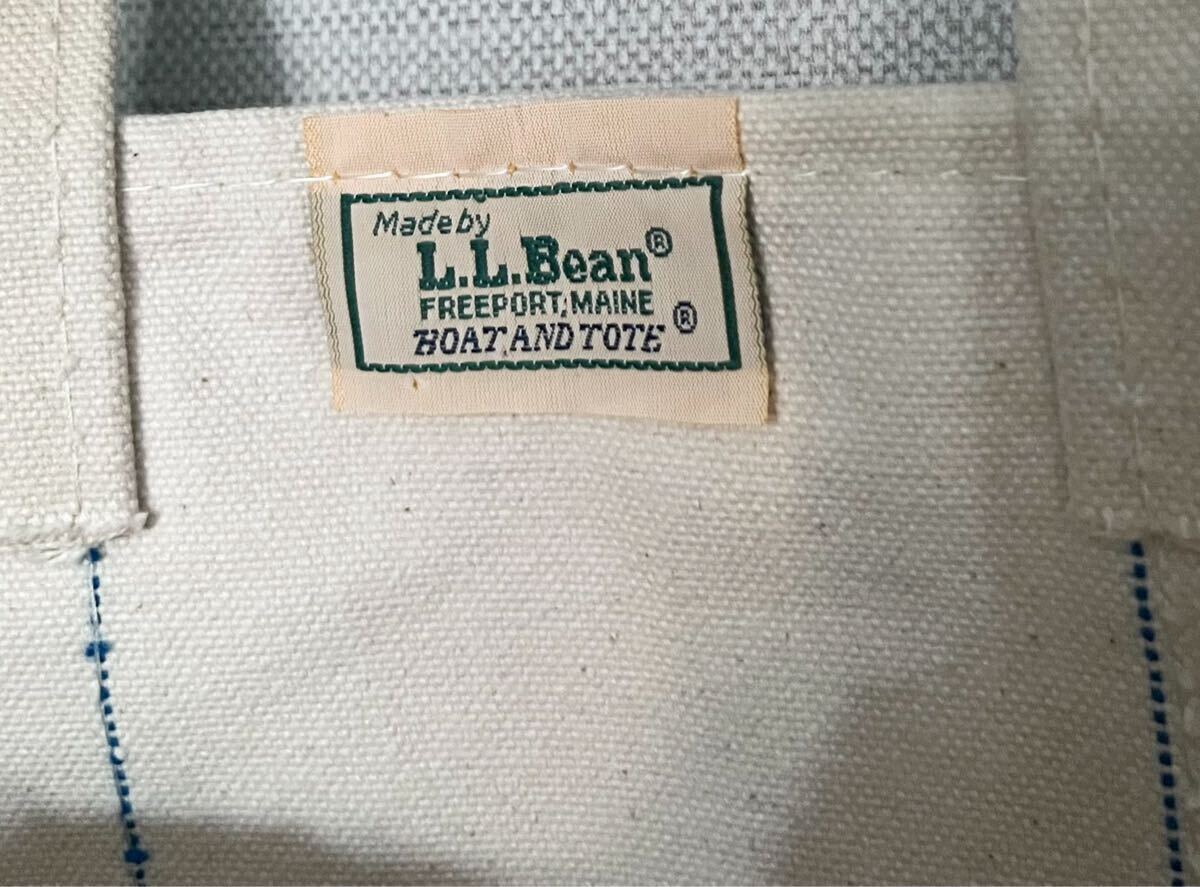 Made by
L.L.Bean®
FREEPORT, MAINE
BOAT AND TOTE ®